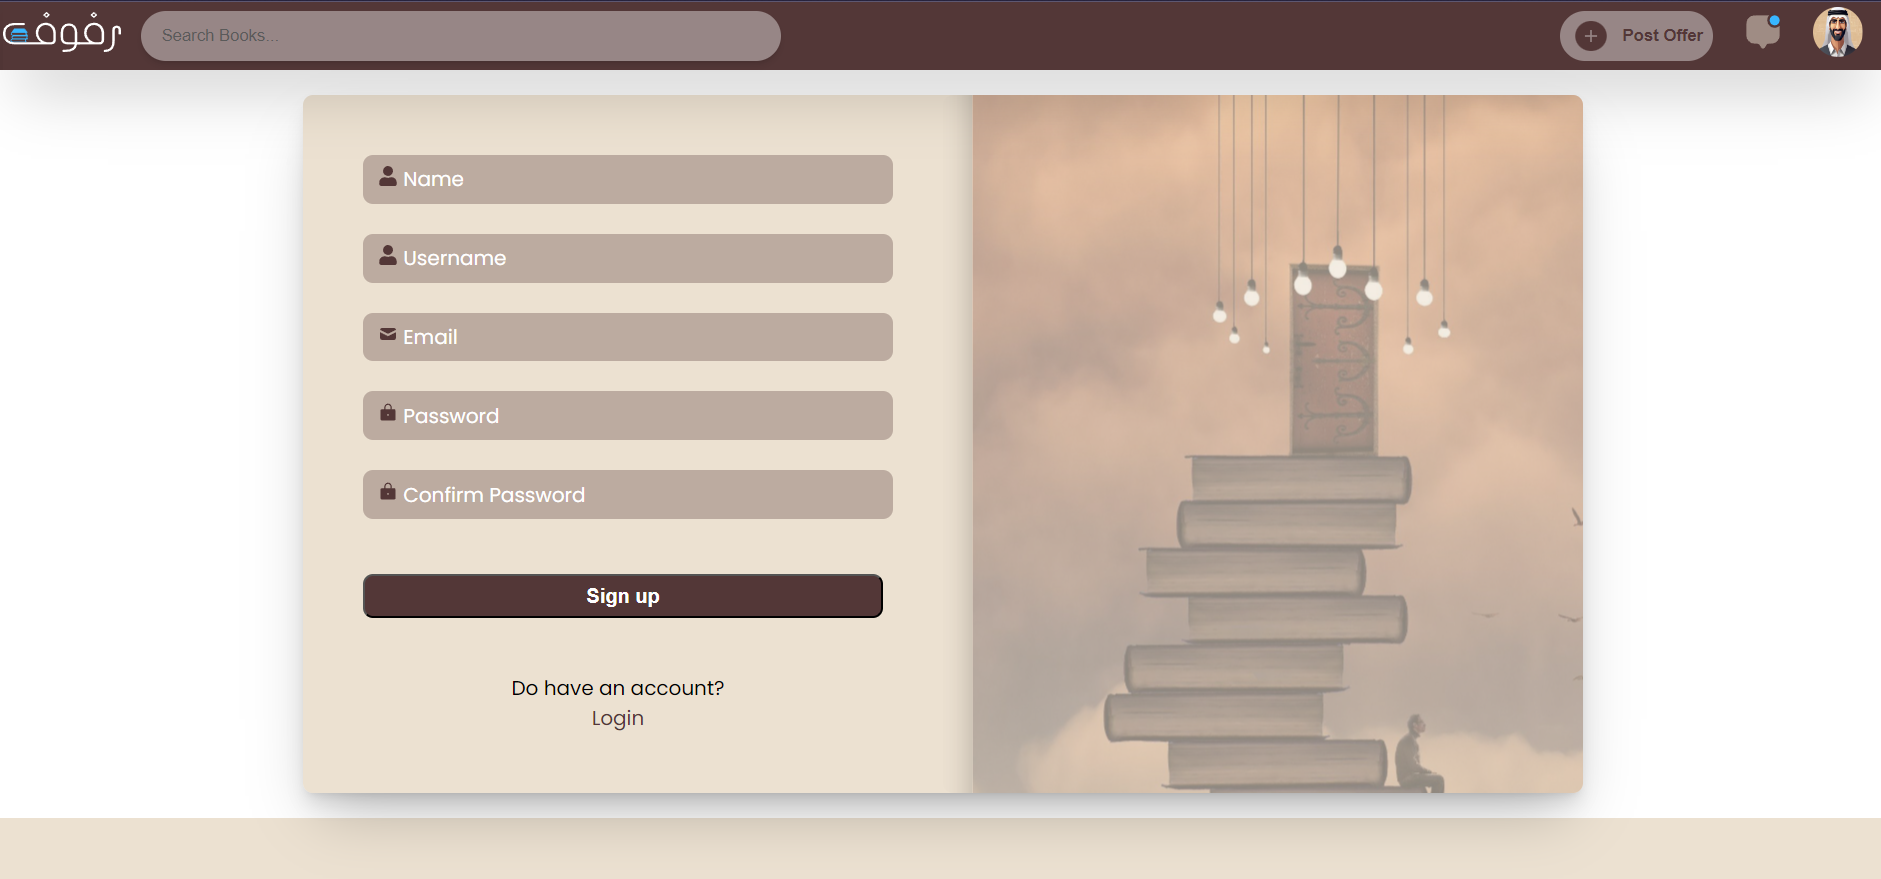 رفوف
Search Books...
Post Offer
Name
Username
Email
Password
Confirm Password
Sign up
Do have an account?
Login